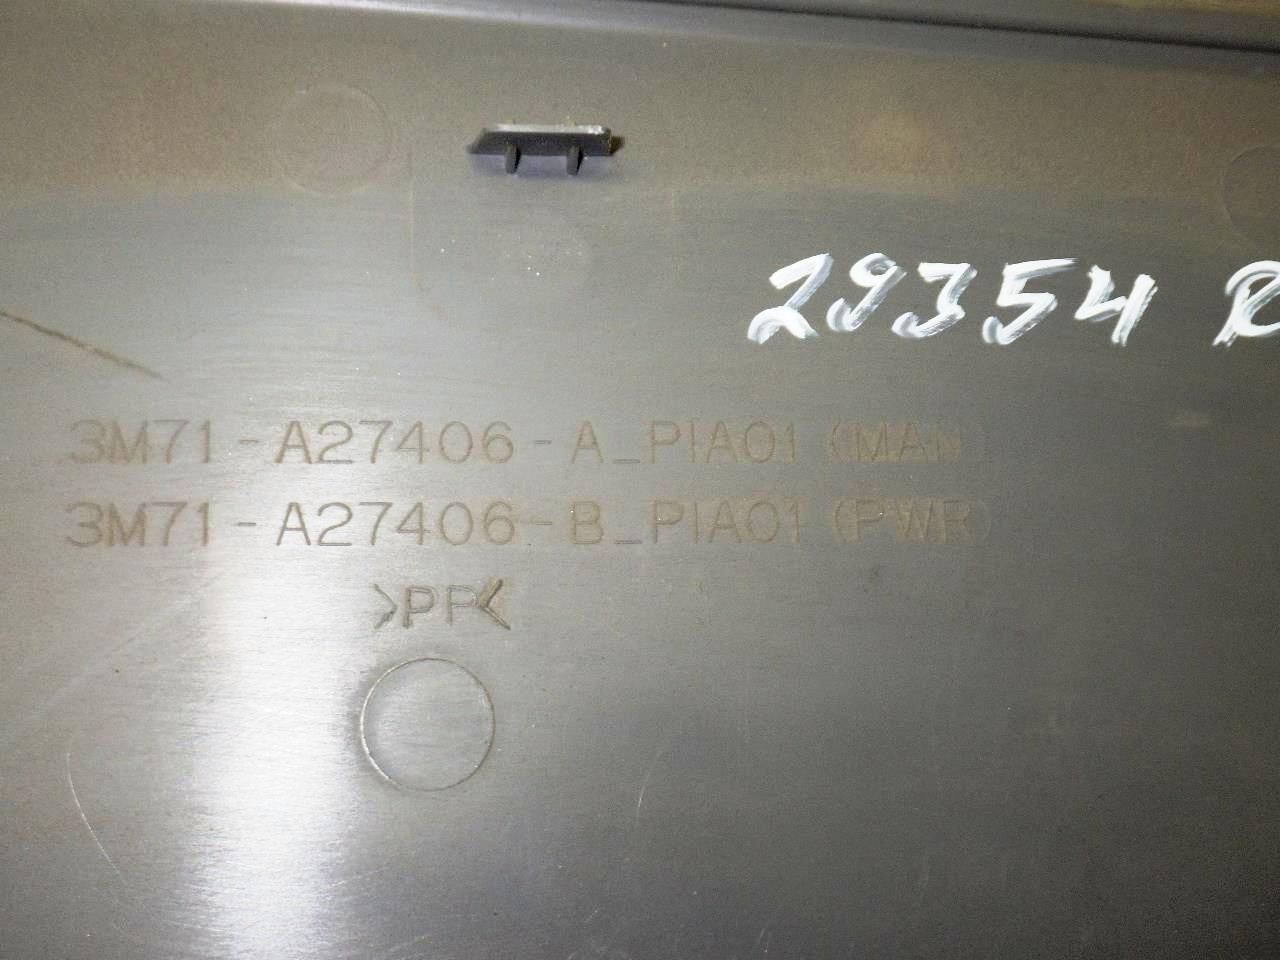 29354 R
3M71-A27406-A_PIA01 (MAN)
3M71-A27406-B_PIA01 (PWR)
>PP<